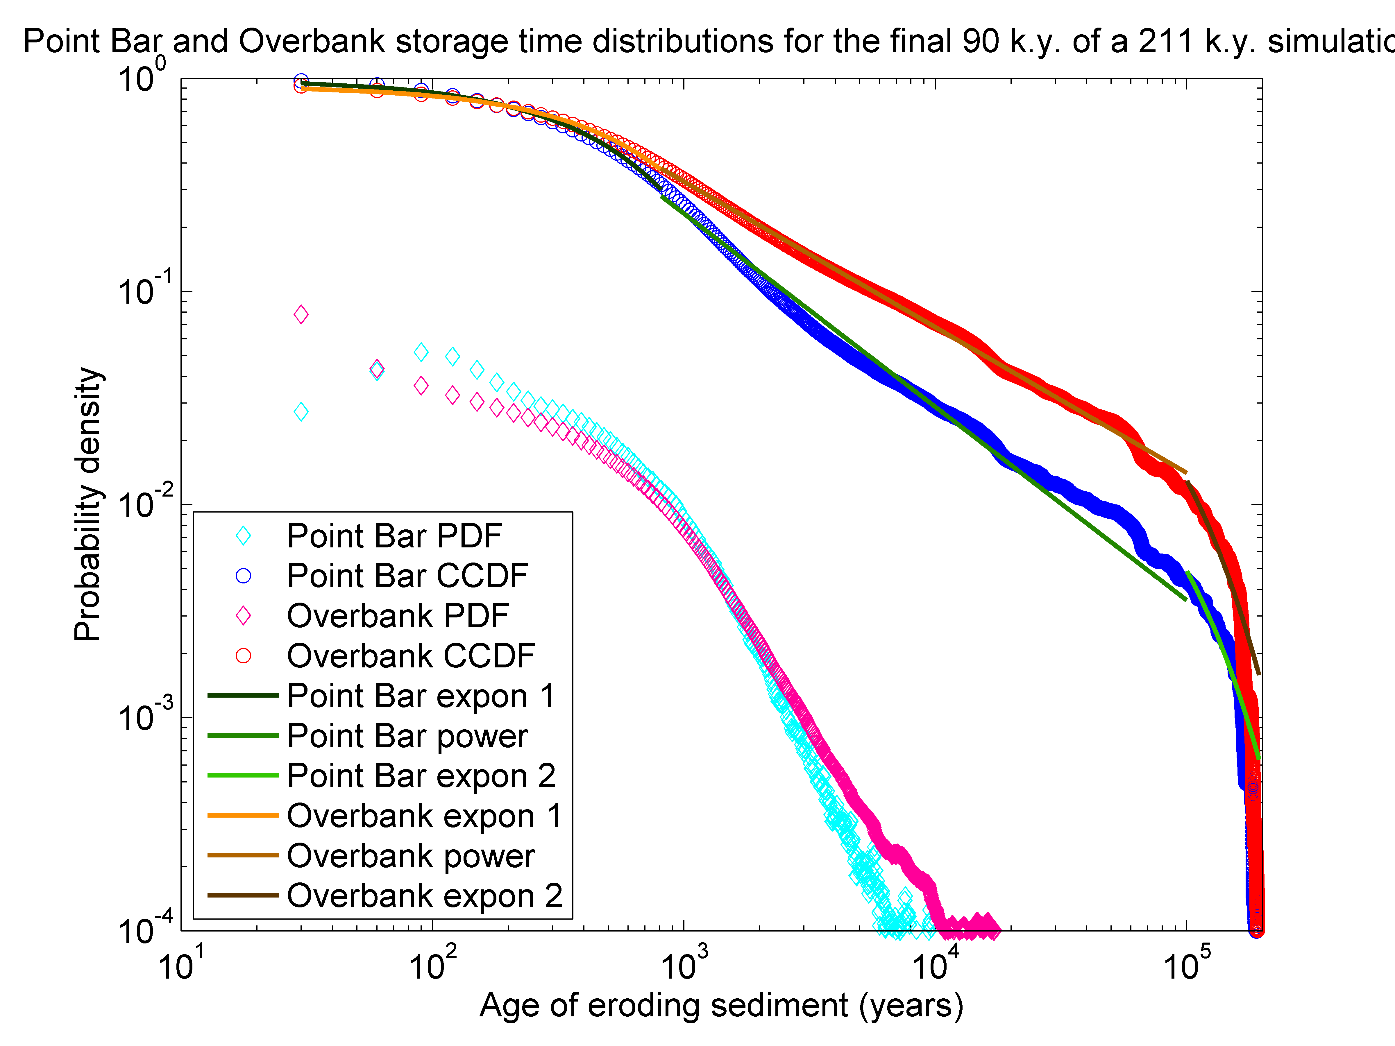 Point Bar and Overbank storage time distributions for the final 90 k.y. of a 211 k.y. simulatio
10^0
10^-1
10^-2
10^-3
10^-4
Probability density
Point Bar PDF
Point Bar CCDF
Overbank PDF
Overbank CCDF
Point Bar expon 1
Point Bar power
Point Bar expon 2
Overbank expon 1
Overbank power
Overbank expon 2
10^1 10^2 10^3 10^4 10^5
Age of eroding sediment (years)